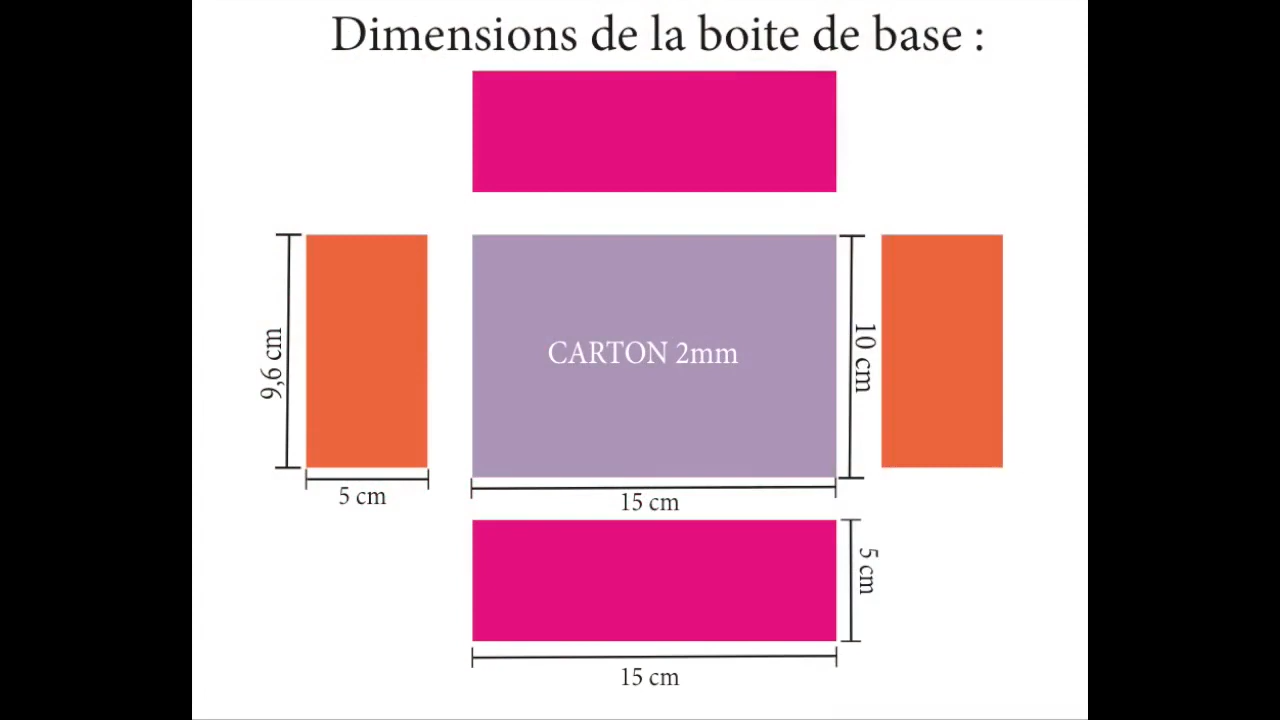 Dimensions de la boite de base :
9,6 cm
CARTON 2mm
10 cm
5 cm
15 cm
5 cm
15 cm